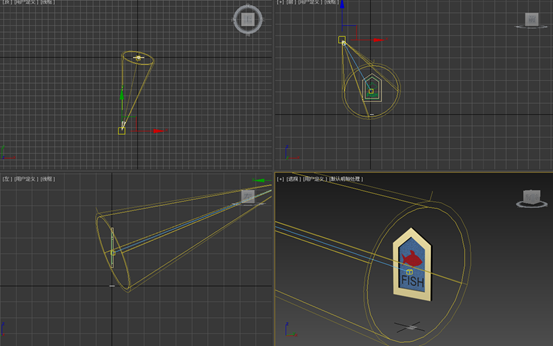 [顶] [用户定义] [线框]
[+] [前] [用户定义] [线框]
[左] [用户定义] [线框]
[+] [透视] [用户定义] [默认明暗处理]
FISH